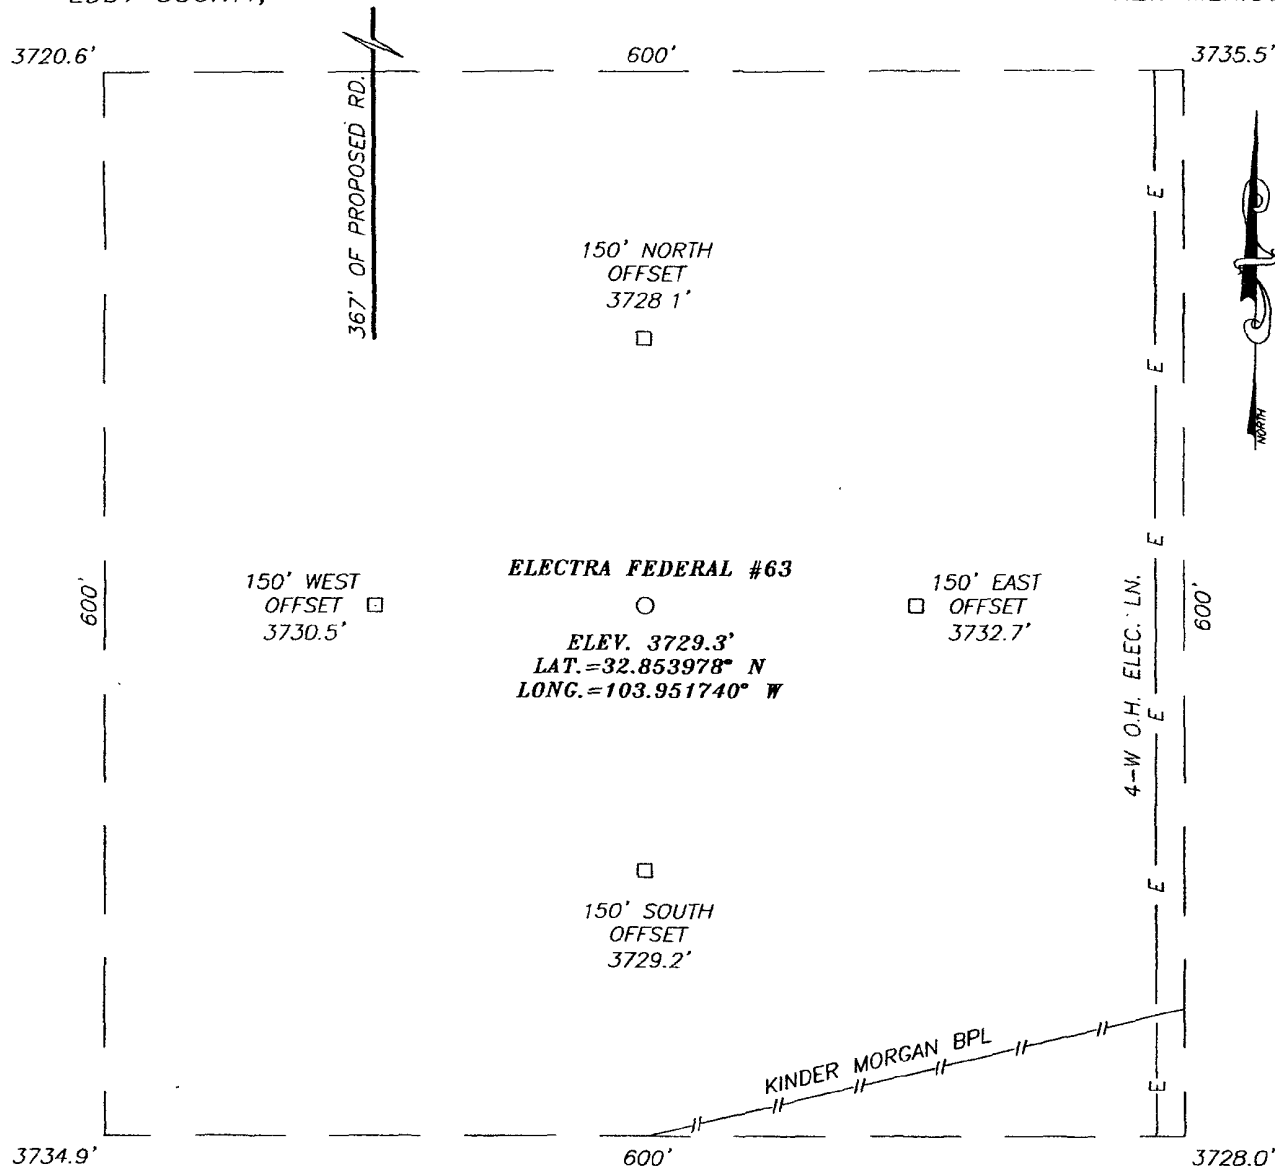 3720.6'
600'
3735.5'
367' OF PROPOSED RD.
150' NORTH
OFFSET
3728 1'
E
E
NORTH
E
ELECTRA FEDERAL #63
150' WEST
OFFSET
3730.5'
150' EAST
OFFSET
3732.7'
600'
600'
ELEV. 3729.3'
LAT.=32.853978° N
LONG.=103.951740° W
4-W O.H. ELEC. LN.
E
E
150' SOUTH
OFFSET
3729.2'
KINDER MORGAN BPL
E
3734.9'
600'
3728.0'